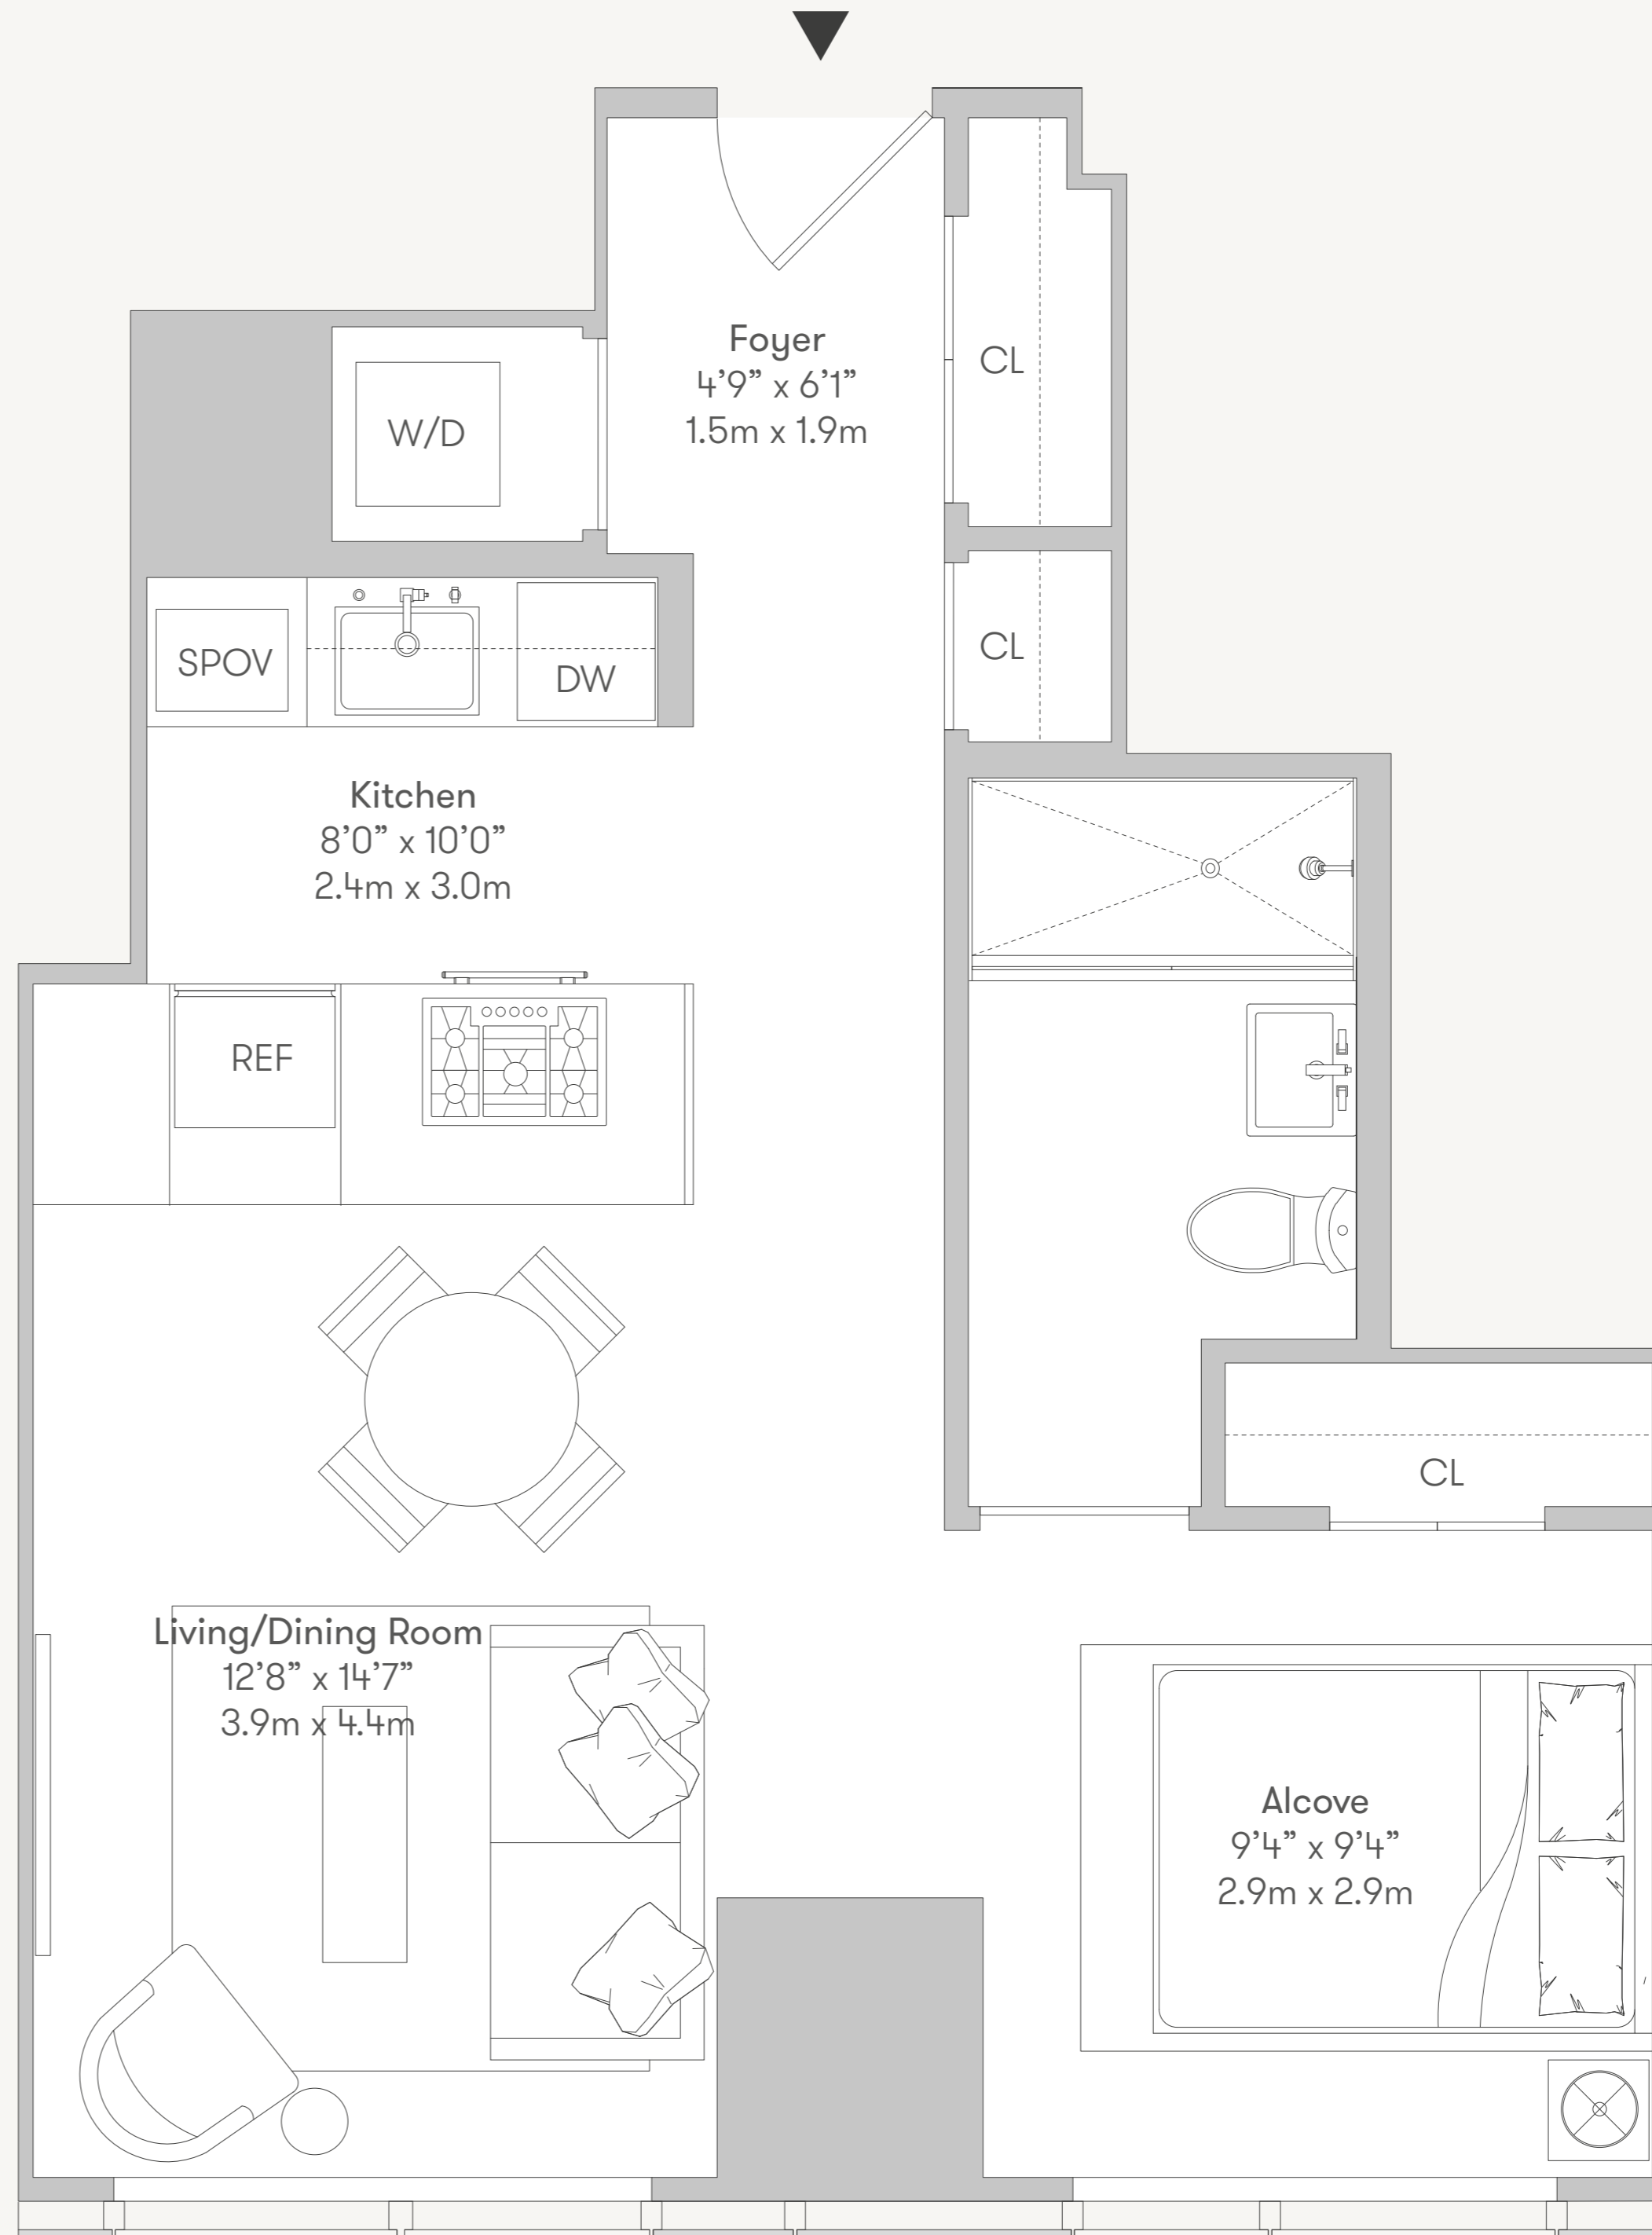 Foyer
4’9” x 6’1”
1.5m x 1.9m
CL
W/D
CL
SPOV
DW
Kitchen
8’0” x 10’0”
2.4m x 3.0m
REF
CL
Living/Dining Room
12’8” x 14’7”
3.9m x 4.4m
Alcove
9’4” x 9’4”
2.9m x 2.9m